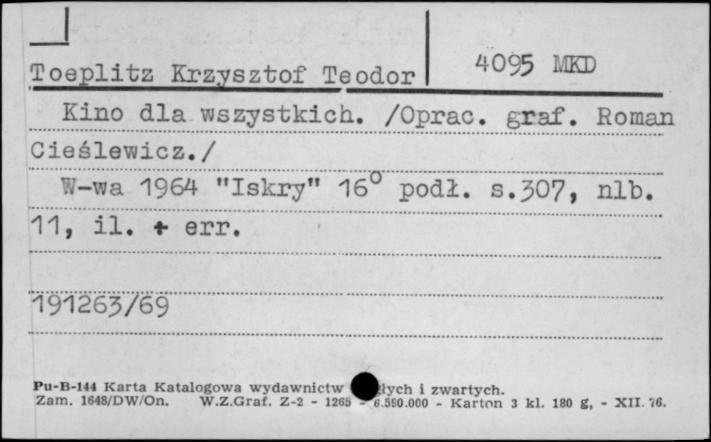 4095 MKD
Toeplitz Krzysztof Teodor
Kino dla wszystkich. /Oprac. graf. Roman
Cieślewicz./
W-wa 1964 "Iskry" 16° podł. s.307, nlb.
11, il. + err.
191263/69
Pu-B-144 Karta Katalogowa wydawnictw i zwartych.
Zam. 1648/DW/On. W.Z.Graf. Z-2 - 1265 - 6.590.000 - Karton 3 kl. 180 g, - XII. 76.